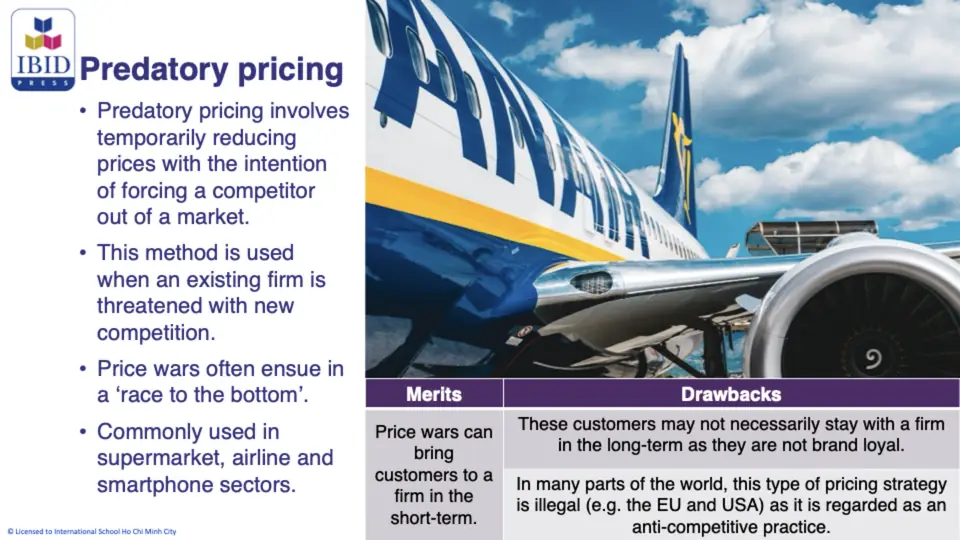 IBID
PRESS
Predatory pricing
• Predatory pricing involves
temporarily reducing
prices with the intention
of forcing a competitor
out of a market.
• This method is used
when an existing firm is
threatened with new
competition.
• Price wars often ensue in
a ‘race to the bottom’.
• Commonly used in
supermarket, airline and
smartphone sectors.
Merits
Drawbacks
Price wars can
bring
customers to a
firm in the
short-term.
These customers may not necessarily stay with a firm
in the long-term as they are not brand loyal.
In many parts of the world, this type of pricing strategy
is illegal (e.g. the EU and USA) as it is regarded as an
anti-competitive practice.
© Licensed to International School Ho Chi Minh City